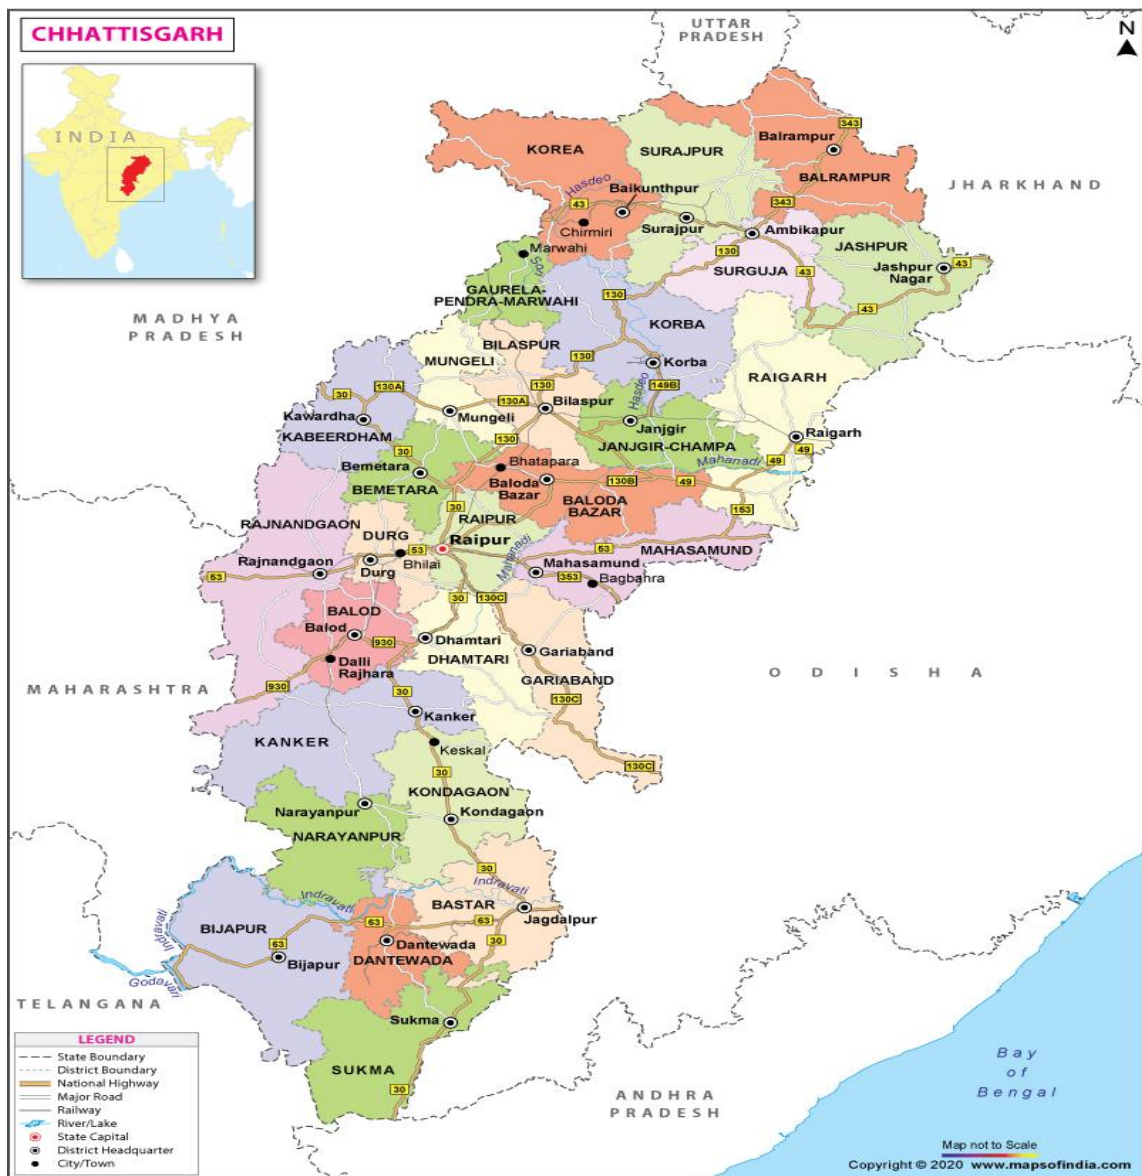 CHHATTISGARH
UTTAR
PRADESH
N
INDIA
KOREA
SURAJPUR
343
Balrampur
BALRAMPUR
JHARKHAND
Hasdeo
Baikunthpur
43
Chirmiri
Surajpur
343
Ambikapur
130
SURGUJA
43
JASHPUR
Jashpur
Nagar
43
43
Marwahi
Son
GAURELA-
PENDRA-MARWAHI
130
KORBA
MADHYA
PRADESH
BILASPUR
MUNGELI
130
Korba
RAIGARH
30
130A
130
149B
130A
Hasdeo
Kawardha
Mungeli
Bilaspur
Janjgir
Raigarh
KABEERDHAM
130
JANJGIR-CHAMPA
49
30
Bemetara
Bhatapara
Mahanadi
49
BEMETARA
Baloda
Bazar
130B
49
BALODA
BAZAR
30
RAIPUR
153
RAJNANDGAON
DURG
Raipur
53
53
MAHASAMUND
Mahanadi
Rajnandgaon
Durg
Bhilai
Mahasamund
53
353
Bagbahra
30
130C
BALOD
Balod
930
Dhamtari
DHAMTARI
Gariaband
GARIABAND
Dalli
Rajhara
930
30
130C
ODISHA
MAHARASHTRA
Kanker
KANKER
Keskal
30
130C
KONDAGAON
Narayanpur
Kondagaon
NARAYANPUR
30
Indravati
Indravati
BASTAR
Jagdalpur
BIJAPUR
63
63
Indravati
63
Dantewada
30
Bijapur
DANTEWADA
Godavari
TELANGANA
Sukma
SUKMA
30
LEGEND
State Boundary
District Boundary
National Highway
Major Road
Railway
River/Lake
State Capital
District Headquarter
City/Town
ANDHRA
PRADESH
Bay
of
Bengal
Map not to Scale
Copyright © 2020 www.mapsofindia.com